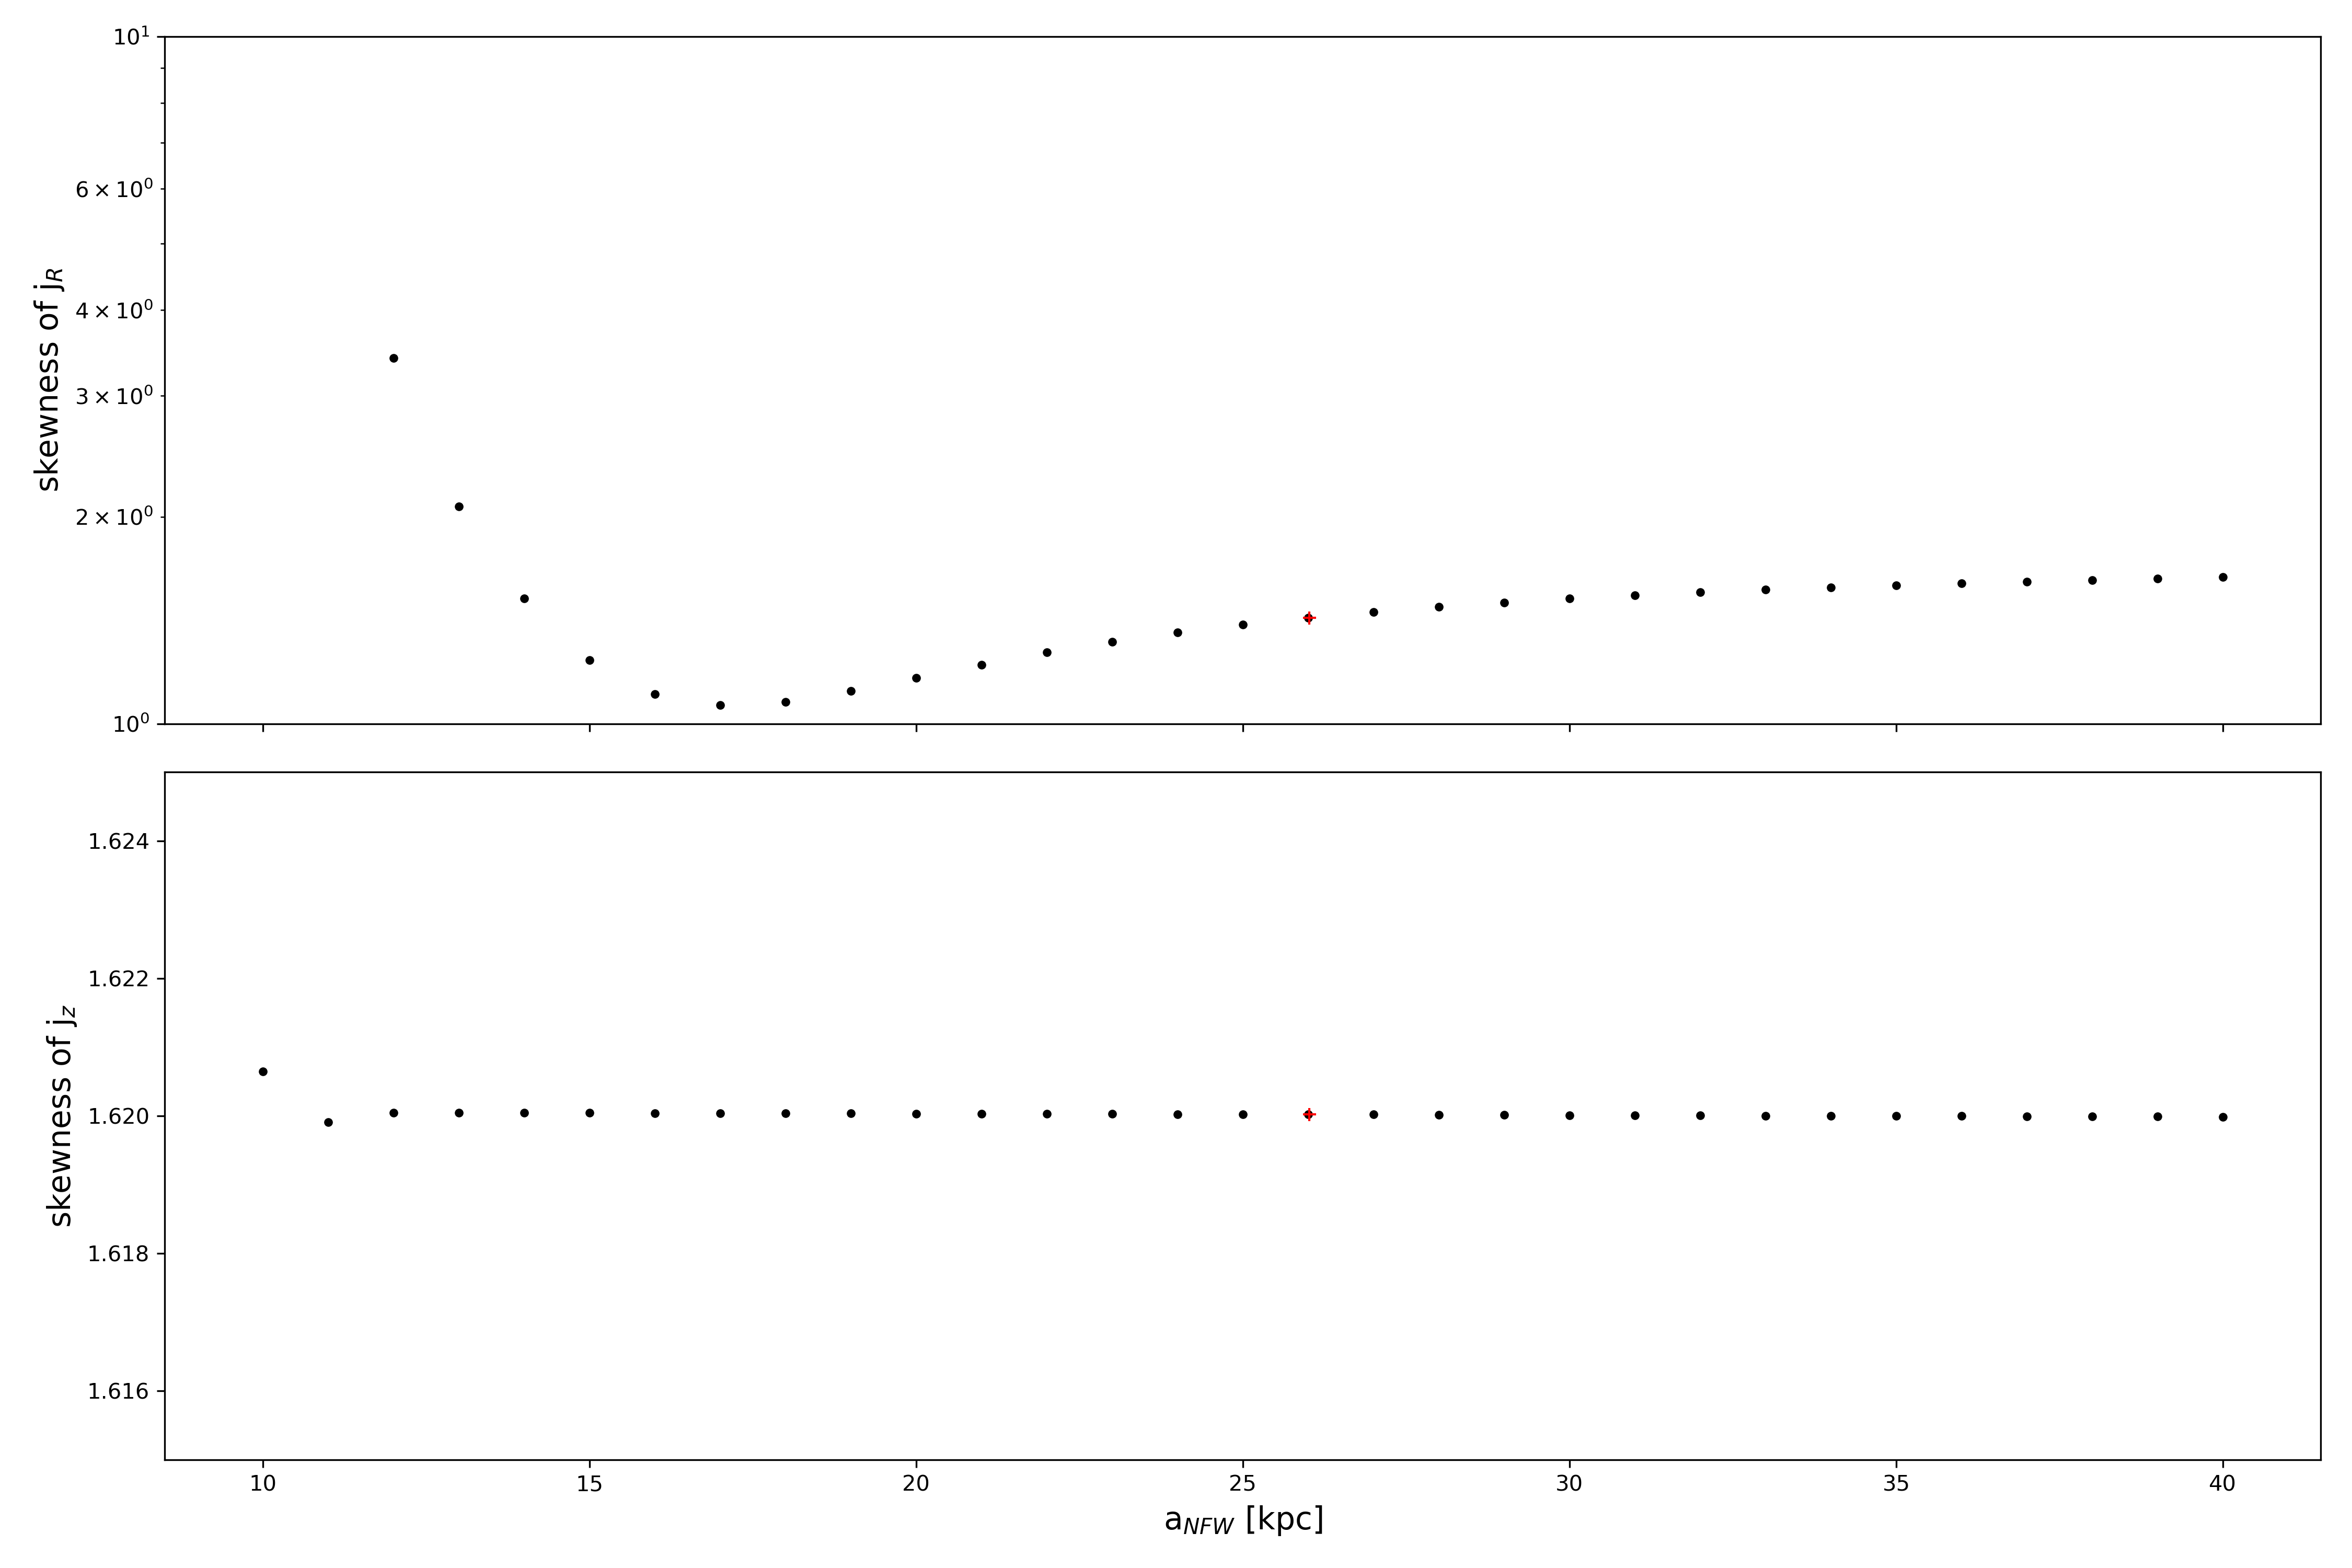 10¹
6 × 10⁰
4 × 10⁰
3 × 10⁰
2 × 10⁰
10⁰
skewness of j_R
1.624
1.622
1.620
1.618
1.616
skewness of j_z
10 15 20 25 30 35 40
a_NFW [kpc]